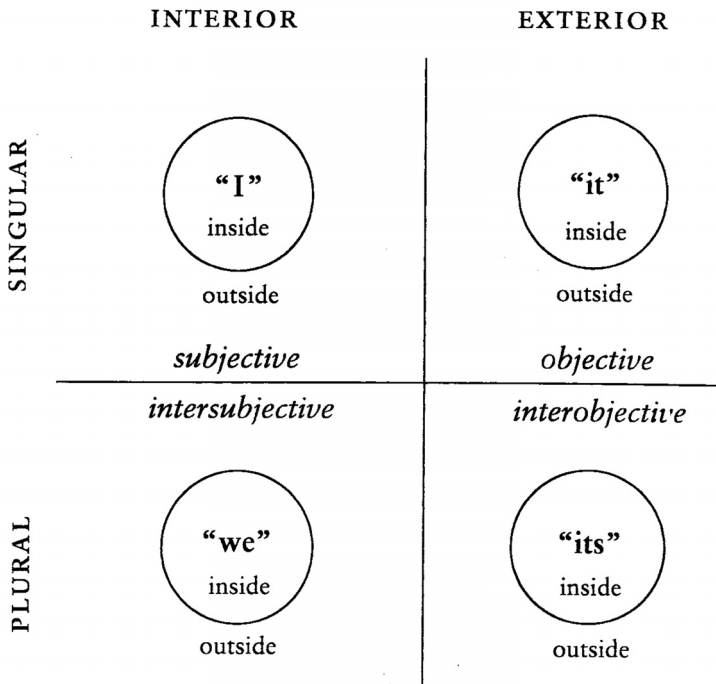 INTERIOR
EXTERIOR
SINGULAR
“I”
inside
outside
subjective
“it”
inside
outside
objective
PLURAL
intersubjective
“we”
inside
outside
interobjective
“its”
inside
outside